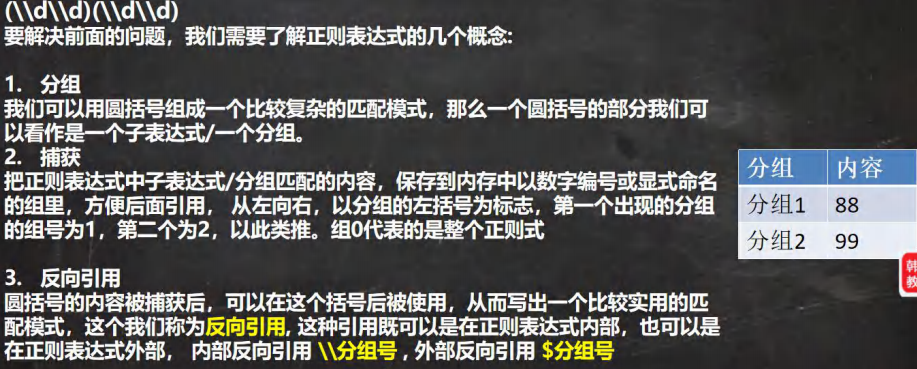 (\\d\\d)(\\d\\d)
要解决前面的问题，我们需要了解正则表达式的几个概念:
1. 分组
我们可以用圆括号组成一个比较复杂的匹配模式，那么一个圆括号的部分我们可
以看作是一个子表达式/一个分组。
2. 捕获
把正则表达式中子表达式/分组匹配的内容，保存到内存中以数字编号或显式命名
的组里，方便后面引用， 从左向右，以分组的左括号为标志，第一个出现的分组
的组号为1，第二个为2，以此类推。组0代表的是整个正则式
3. 反向引用
圆括号的内容被捕获后，可以在这个括号后被使用，从而写出一个比较实用的匹
配模式，这个我们称为反向引用, 这种引用既可以是在正则表达式内部，也可以是
在正则表达式外部， 内部反向引用 \\分组号 , 外部反向引用 $分组号
分组 内容
分组1 88
分组2 99
韩
教